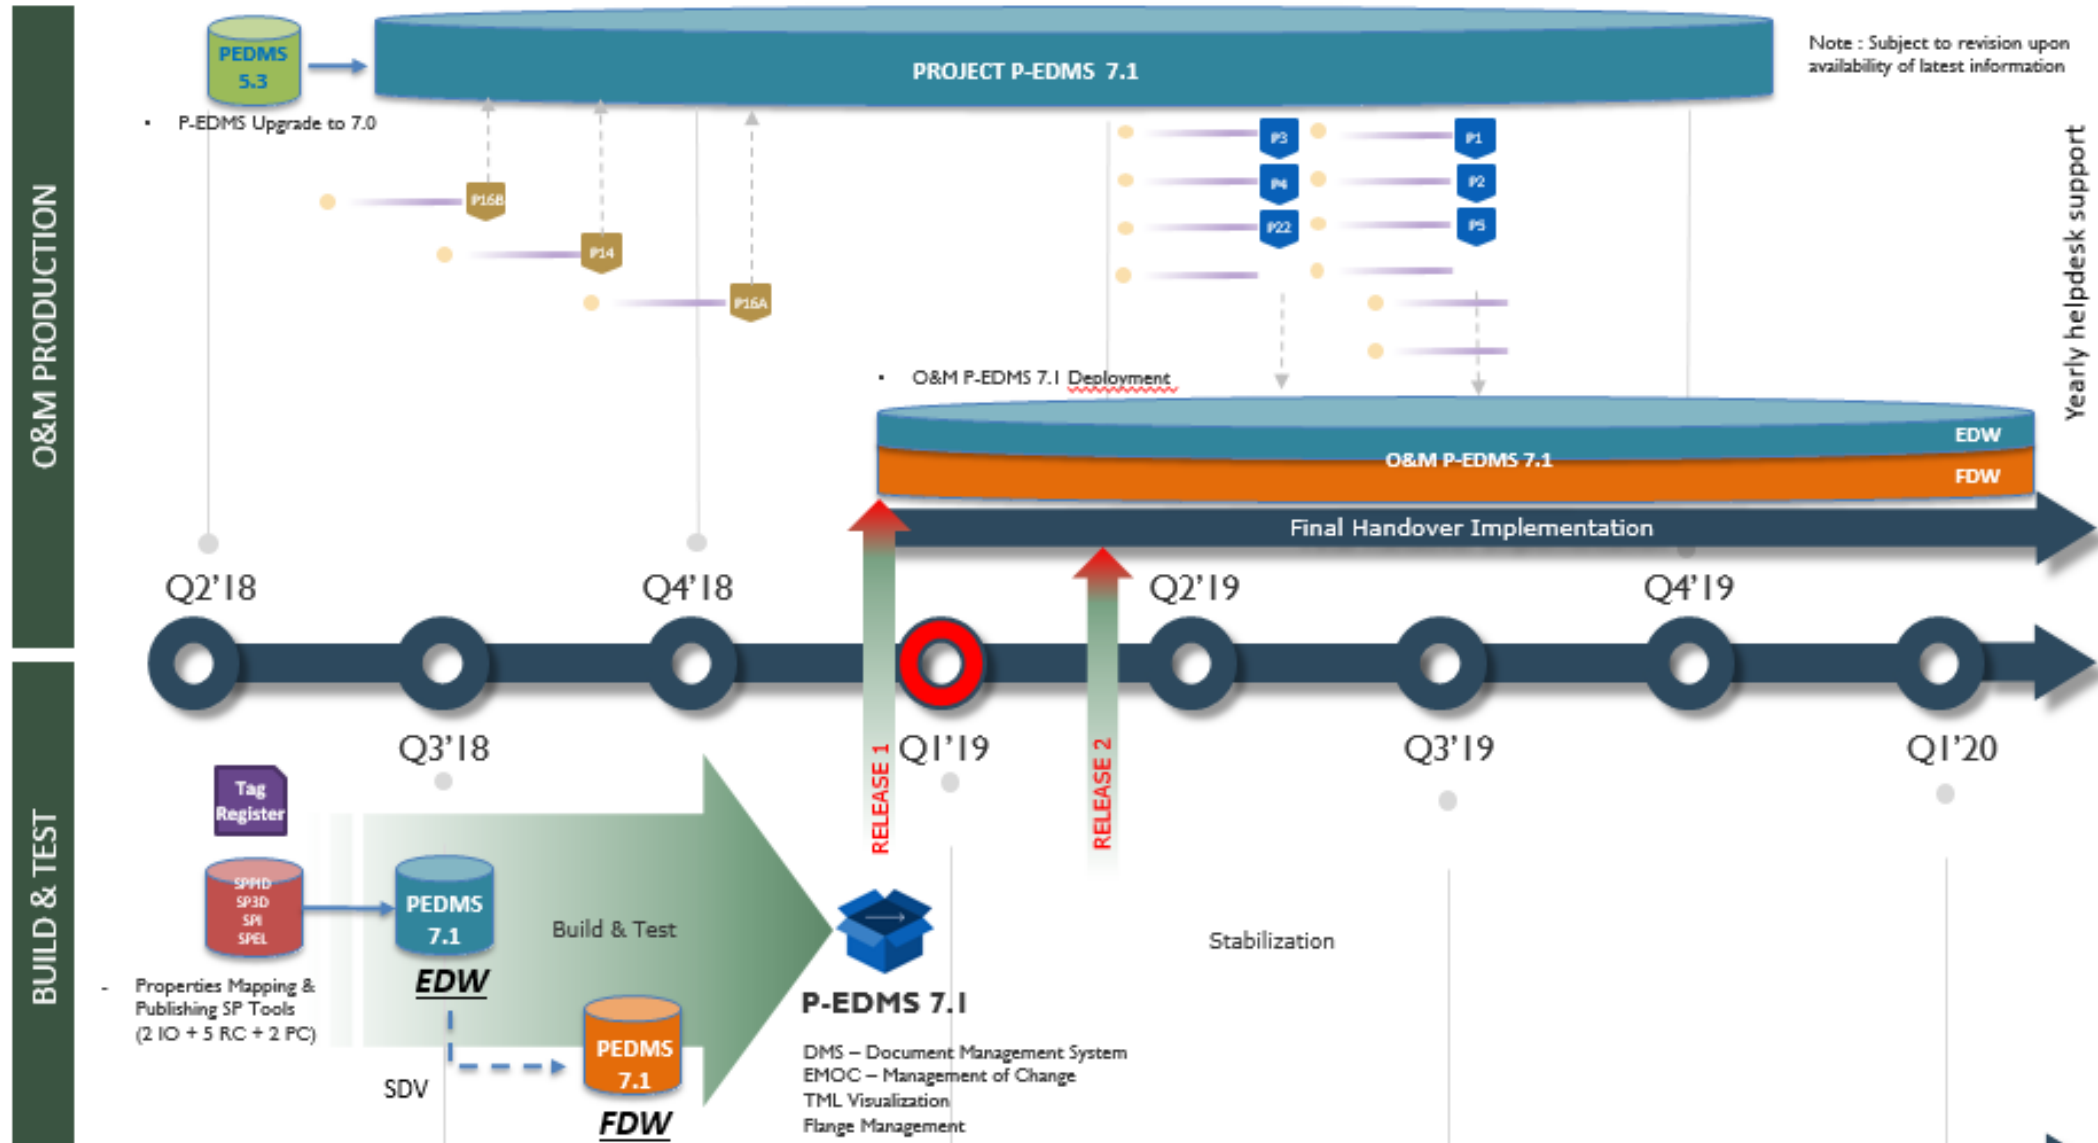 PEDMS
5.3
PROJECT P-EDMS 7.1
Note : Subject to revision upon
availability of latest information
• P-EDMS Upgrade to 7.0
O&M PRODUCTION
P16B
P14
P16A
P3
P4
P22
P1
P2
P5
Yearly helpdesk support
• O&M P-EDMS 7.1 Deployment
EDW
O&M P-EDMS 7.1
FDW
Final Handover Implementation
Q2'18
Q4'18
Q2'19
Q4'19
Q3'18
Q1'19
Q3'19
Q1'20
RELEASE 1
RELEASE 2
BUILD & TEST
Tag
Register
SPPID
SP3D
SPI
SPEL
PEDMS
7.1
EDW
Build & Test
Stabilization
- Properties Mapping &
Publishing SP Tools
(2 IO + 5 RC + 2 PC)
SDV
PEDMS
7.1
FDW
P-EDMS 7.1
DMS – Document Management System
EMOC – Management of Change
TML Visualization
Flange Management